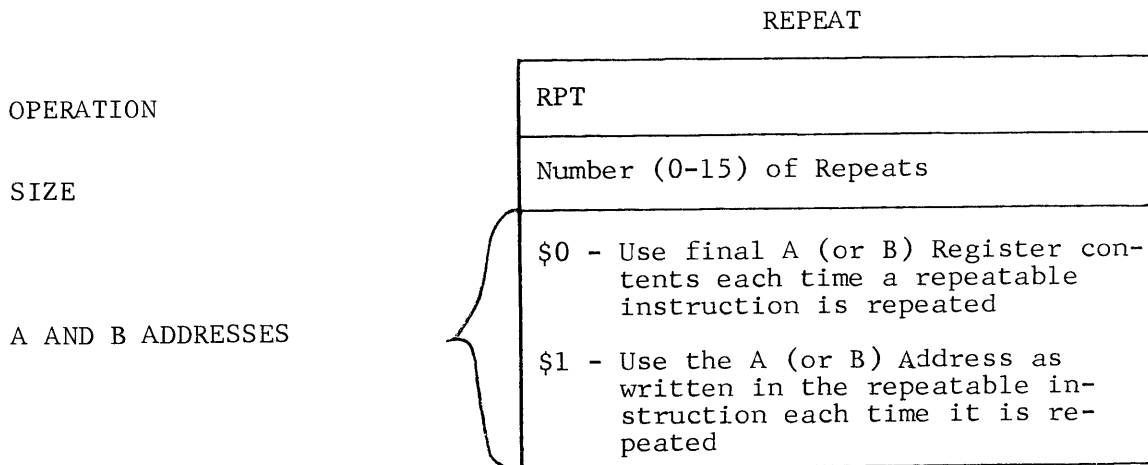 REPEAT
OPERATION
RPT
SIZE
Number (0-15) of Repeats
A AND B ADDRESSES
$0 - Use final A (or B) Register con-
tents each time a repeatable
instruction is repeated
$1 - Use the A (or B) Address as
written in the repeatable in-
struction each time it is re-
peated